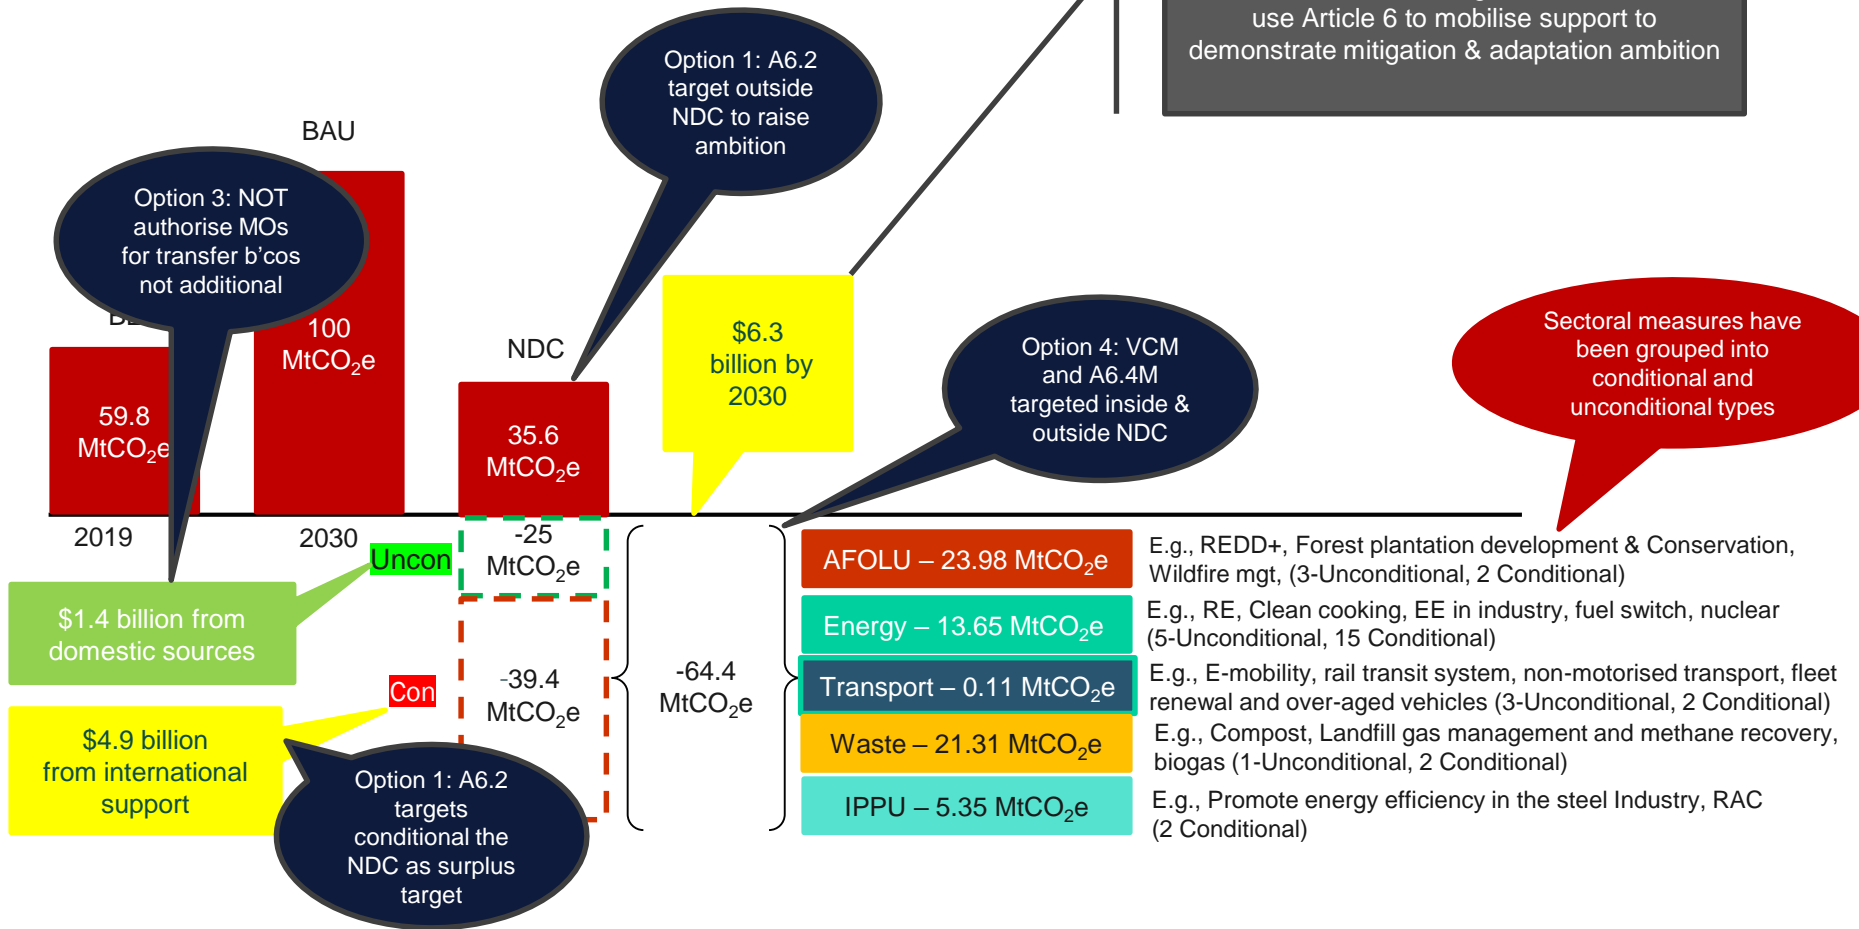 use Article 6 to mobilise support to
demonstrate mitigation & adaptation ambition
Option 1: A6.2
target outside
NDC to raise
ambition
BAU
Option 3: NOT
authorise MOs
for transfer b'cos
not additional
100
MtCO₂e
59.8
MtCO₂e
NDC
35.6
MtCO₂e
$6.3
billion by
2030
Option 4: VCM
and A6.4M
targeted inside &
outside NDC
Sectoral measures have
been grouped into
conditional and
unconditional types
2019
2030
Uncon
-25
MtCO₂e
$1.4 billion from
domestic sources
Con
-39.4
MtCO₂e
-64.4
MtCO₂e
$4.9 billion
from international
support
Option 1: A6.2
targets
conditional the
NDC as surplus
target
AFOLU – 23.98 MtCO₂e
E.g., REDD+, Forest plantation development & Conservation,
Wildfire mgt, (3-Unconditional, 2 Conditional)
Energy – 13.65 MtCO₂e
E.g., RE, Clean cooking, EE in industry, fuel switch, nuclear
(5-Unconditional, 15 Conditional)
Transport – 0.11 MtCO₂e
E.g., E-mobility, rail transit system, non-motorised transport, fleet
renewal and over-aged vehicles (3-Unconditional, 2 Conditional)
Waste – 21.31 MtCO₂e
E.g., Compost, Landfill gas management and methane recovery,
biogas (1-Unconditional, 2 Conditional)
IPPU – 5.35 MtCO₂e
E.g., Promote energy efficiency in the steel Industry, RAC
(2 Conditional)